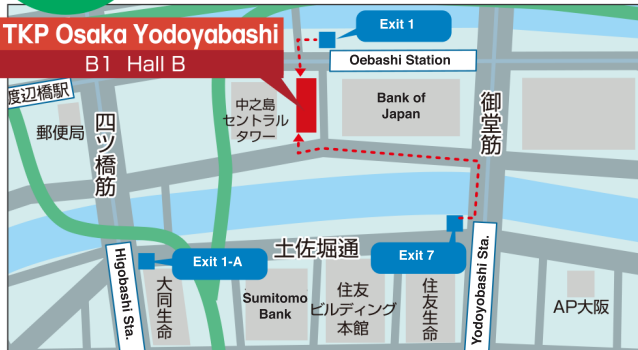 TKP Osaka Yodoyabashi
B1 Hall B
Exit 1
Oebashi Station
渡辺橋駅
郵便局
四ツ橋筋
中之島
セントラル
タワー
Bank of
Japan
御堂筋
土佐堀通
Exit 1-A
Exit 7
Higobashi Sta.
大同生命
Sumitomo
Bank
住友
ビルディング
本館
住友生命
Yodoyobashi Sta.
AP大阪